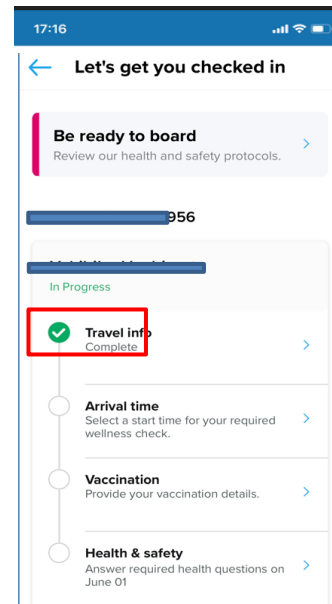 17:16
Let's get you checked in
Be ready to board
Review our health and safety protocols.
956
In Progress
Travel info
Complete
Arrival time
Select a start time for your required
wellness check.
Vaccination
Provide your vaccination details.
Health & safety
Answer required health questions on
June 01